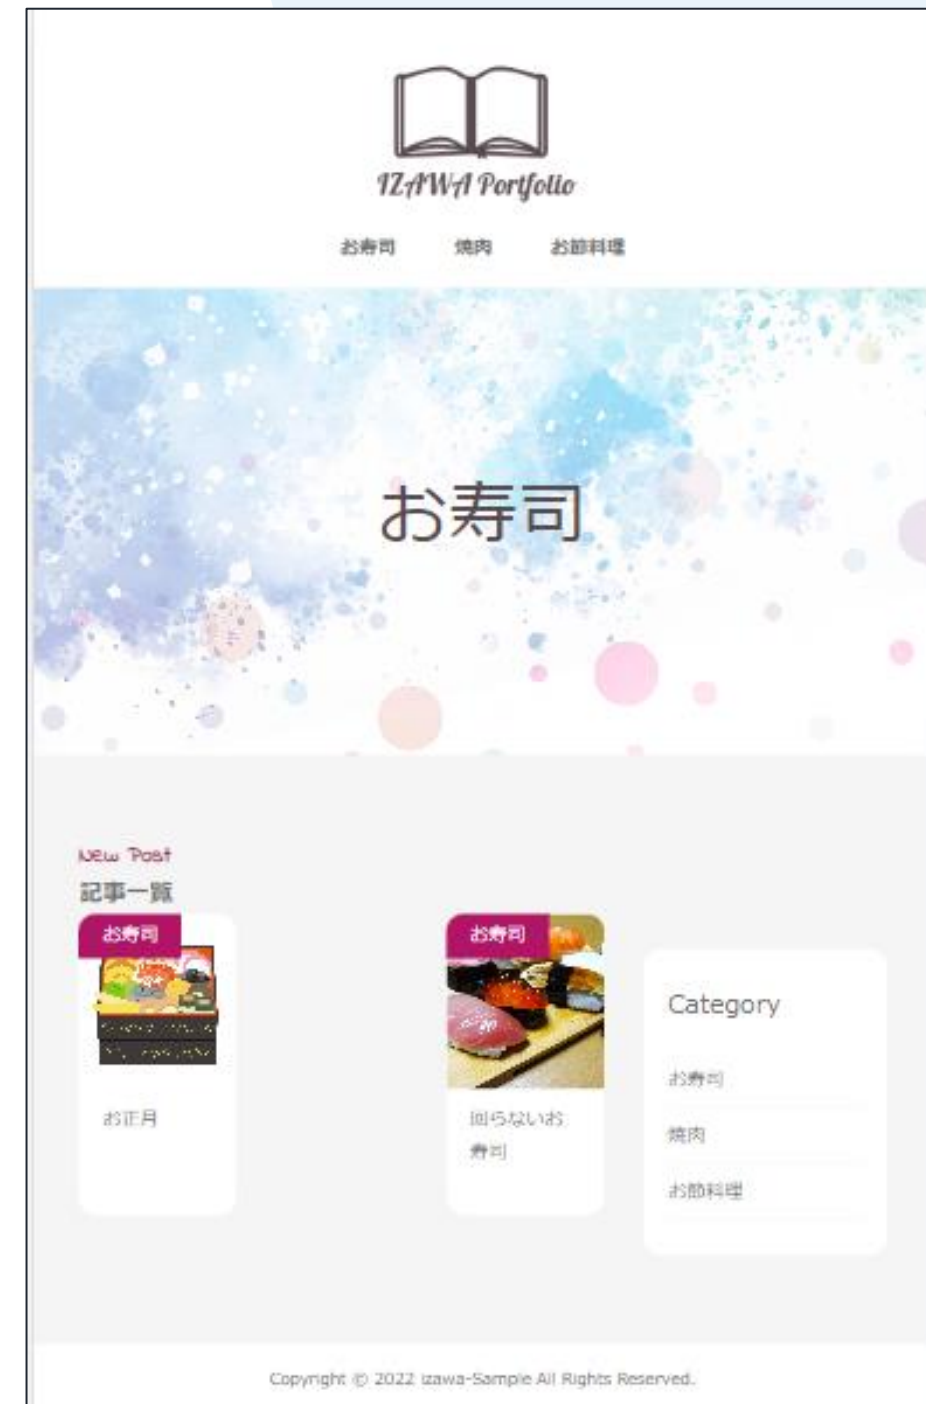 IZAWA Portfolio
お寿司 焼肉 お節料理
お寿司
New Post
記事一覧
お寿司
お正月
お寿司
回らないお
寿司
Category
お寿司
焼肉
お節料理
Copyright © 2022 izawa-Sample All Rights Reserved.